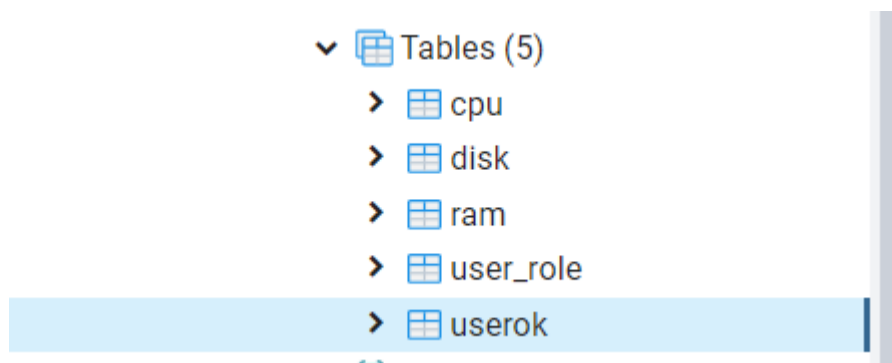 Tables (5)
cpu
disk
ram
user_role
userok